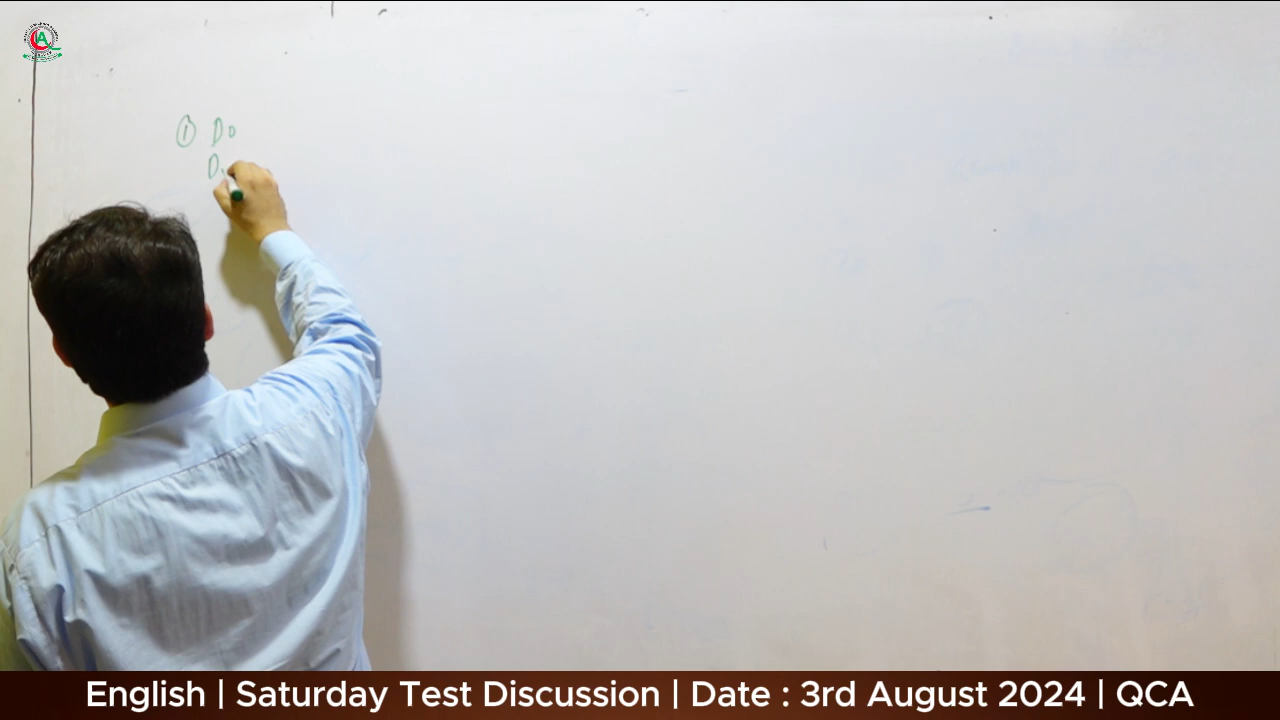 ① Do
D
English | Saturday Test Discussion | Date : 3rd August 2024 | QCA